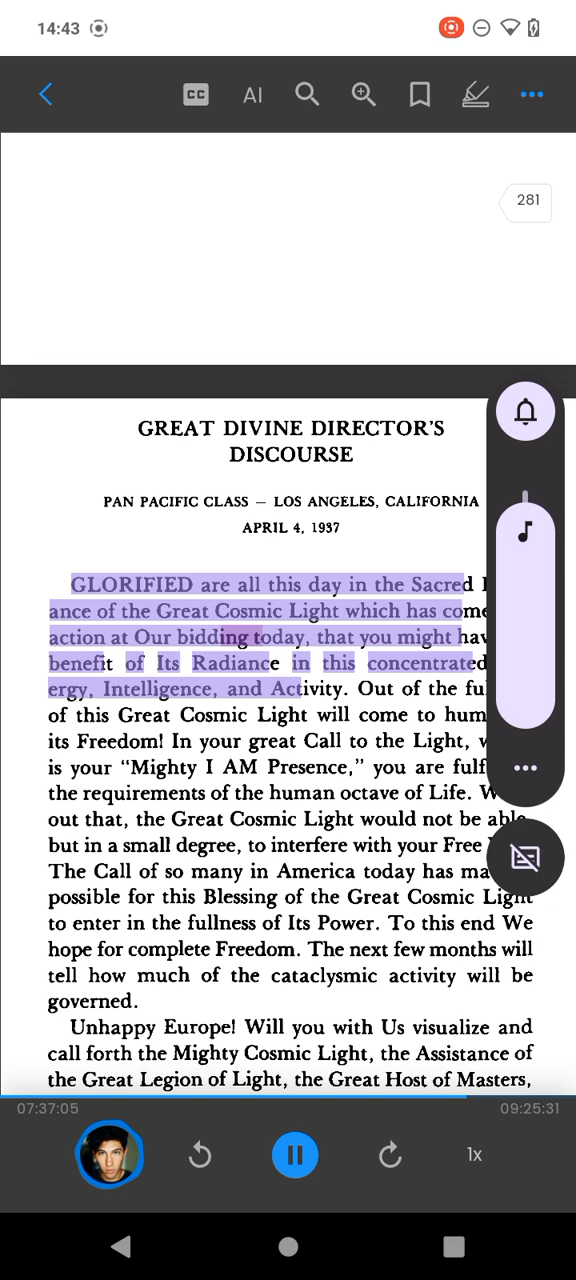 14:43
CC AI
281
GREAT DIVINE DIRECTOR'S
DISCOURSE
PAN PACIFIC CLASS — LOS ANGELES, CALIFORNIA
APRIL 4, 1937
GLORIFIED are all this day in the Sacred
ance of the Great Cosmic Light which has come
action at Our bidding today, that you might
benefit of Its Radiance in this concentrated
ergy, Intelligence, and Activity. Out of the
of this Great Cosmic Light will come to
its Freedom! In your great Call to the Light,
is your "Mighty I AM Presence," you are
the requirements of the human octave of Life.
out that, the Great Cosmic Light would not be able,
but in a small degree, to interfere with your Free
The Call of so many in America today has
possible for this Blessing of the Great Cosmic Light
to enter in the fullness of Its Power. To this end We
hope for complete Freedom. The next few months will
tell how much of the cataclysmic activity will be
governed.
Unhappy Europe! Will you with Us visualize and
call forth the Mighty Cosmic Light, the Assistance of
the Great Legion of Light, the Great Host of Masters,
07:37:05 09:25:31
1x